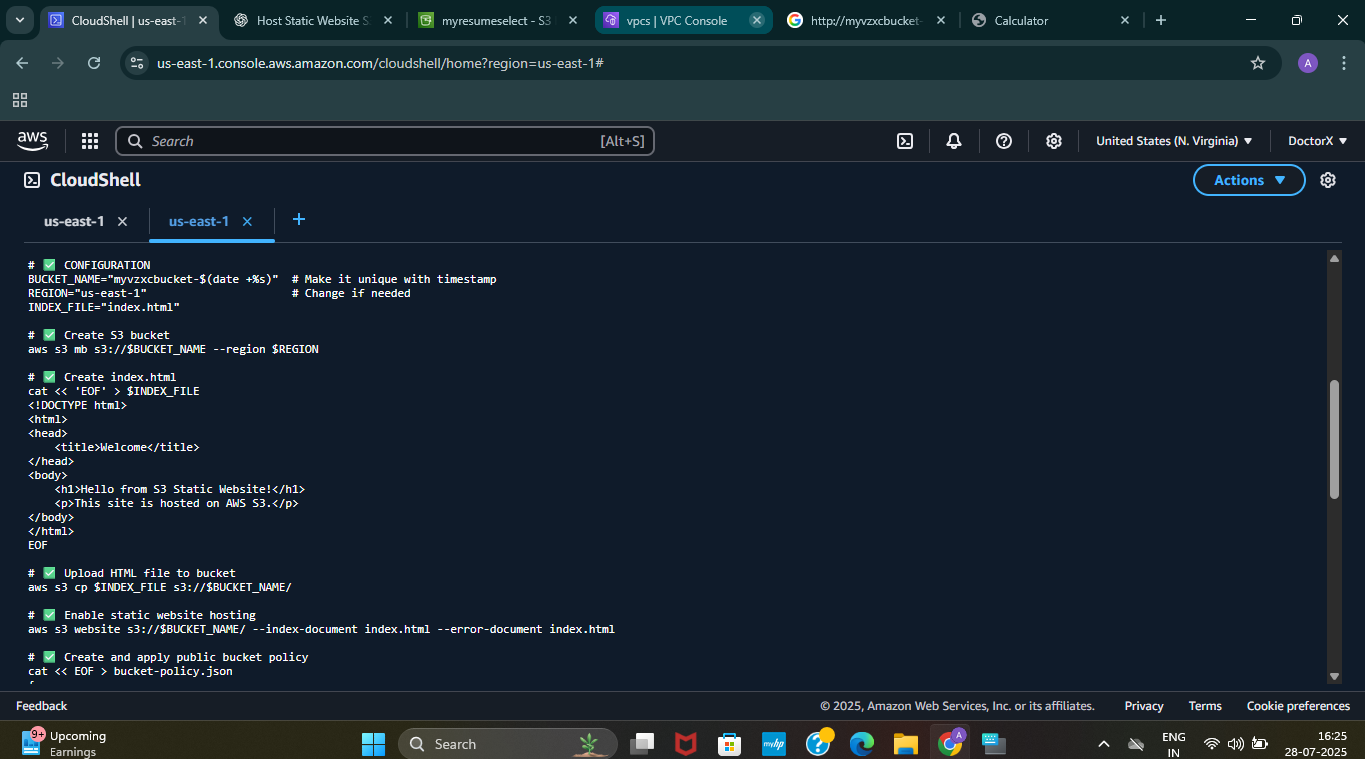 CloudShell | us-east-1
Host Static Website S
myresumeselect - S3
vpcs | VPC Console
http://myvzxcbucket-
Calculator
us-east-1.console.aws.amazon.com/cloudshell/home?region=us-east-1#
A
aws
Search
[Alt+S]
United States (N. Virginia)
DoctorX
CloudShell
Actions
us-east-1
us-east-1
# ✅ CONFIGURATION
BUCKET_NAME="myvzxcbucket-$(date +%s)"  # Make it unique with timestamp
REGION="us-east-1"                      # Change if needed
INDEX_FILE="index.html"
# ✅ Create S3 bucket
aws s3 mb s3://$BUCKET_NAME --region $REGION
# ✅ Create index.html
cat << 'EOF' > $INDEX_FILE
<!DOCTYPE html>
<html>
<head>
    <title>Welcome</title>
</head>
<body>
    <h1>Hello from S3 Static Website!</h1>
    <p>This site is hosted on AWS S3.</p>
</body>
</html>
EOF
# ✅ Upload HTML file to bucket
aws s3 cp $INDEX_FILE s3://$BUCKET_NAME/
# ✅ Enable static website hosting
aws s3 website s3://$BUCKET_NAME/ --index-document index.html --error-document index.html
# ✅ Create and apply public bucket policy
cat << EOF > bucket-policy.json
{
Feedback
© 2025, Amazon Web Services, Inc. or its affiliates.
Privacy
Terms
Cookie preferences
9+
Upcoming
Earnings
Search
myhp
A
ENG
IN
16:25
28-07-2025